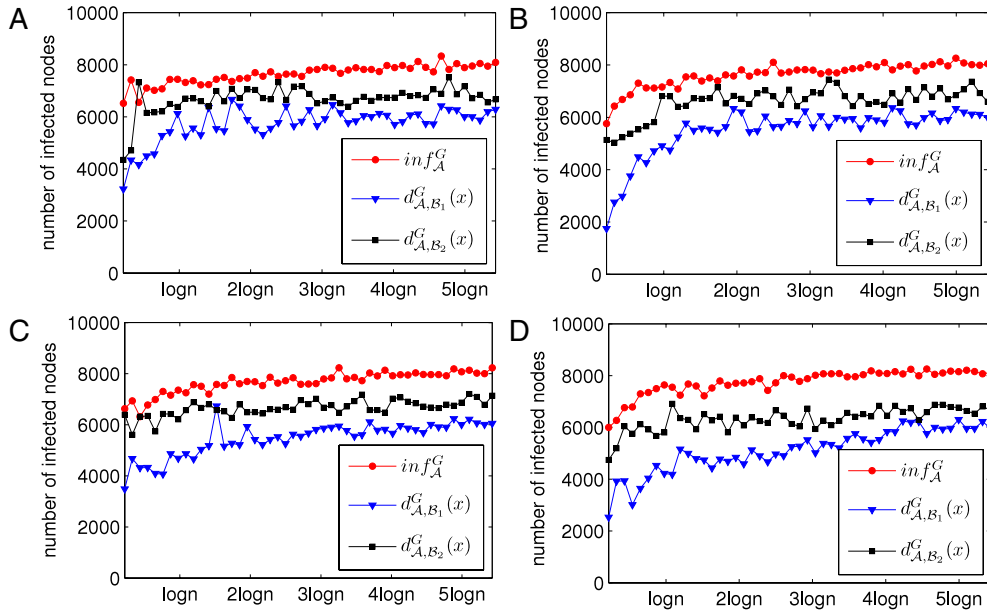 A
number of infected nodes
10000
8000
6000
4000
2000
0
logn 2logn 3logn 4logn 5logn
inf_A^G
d_{A,B_1}^G(x)
d_{A,B_2}^G(x)
B
number of infected nodes
10000
8000
6000
4000
2000
0
logn 2logn 3logn 4logn 5logn
inf_A^G
d_{A,B_1}^G(x)
d_{A,B_2}^G(x)
C
number of infected nodes
10000
8000
6000
4000
2000
0
logn 2logn 3logn 4logn 5logn
inf_A^G
d_{A,B_1}^G(x)
d_{A,B_2}^G(x)
D
number of infected nodes
10000
8000
6000
4000
2000
0
logn 2logn 3logn 4logn 5logn
inf_A^G
d_{A,B_1}^G(x)
d_{A,B_2}^G(x)